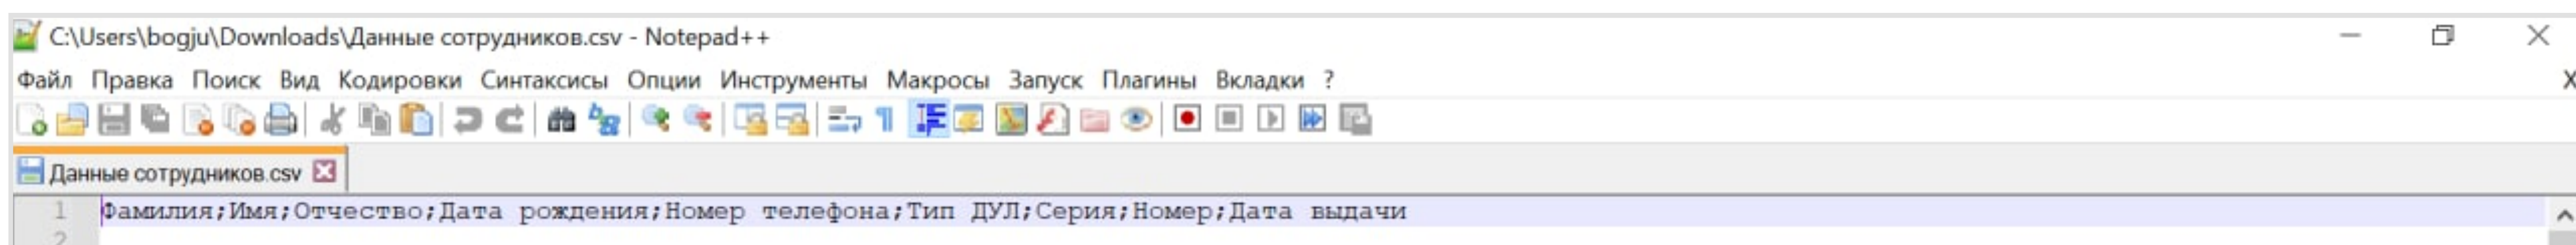 C:\Users\bogju\Downloads\Данные сотрудников.csv - Notepad++
Файл Правка Поиск Вид Кодировки Синтаксисы Опции Инструменты Макросы Запуск Плагины Вкладки ? X
Данные сотрудников.csv
1 Фамилия;Имя;Отчество;Дата рождения;Номер телефона;Тип ДУЛ;Серия;Номер;Дата выдачи
2